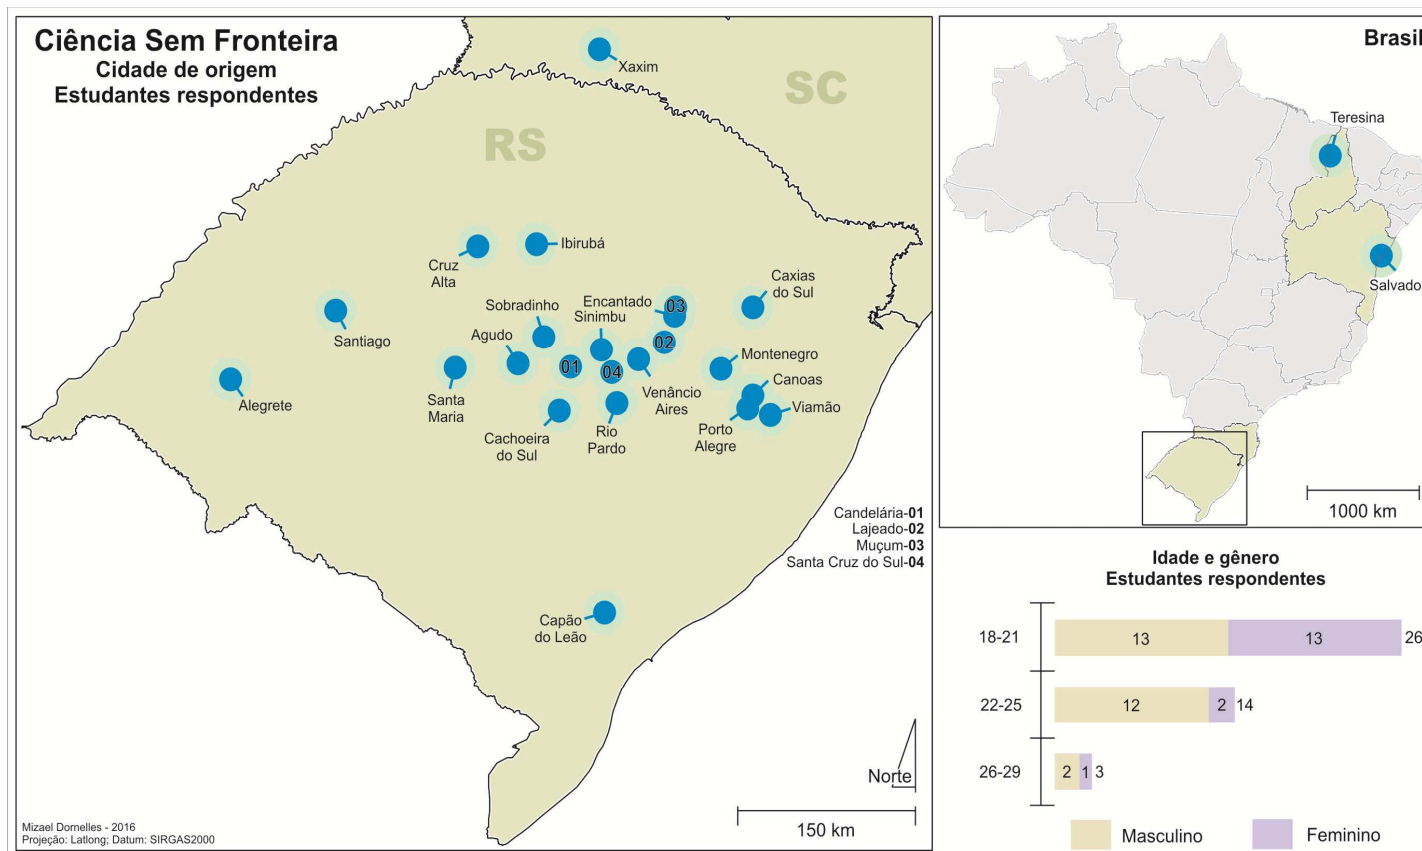 Ciência Sem Fronteira
Cidade de origem
Estudantes respondentes
Xaxim
SC
RS
Cruz
Alta
Ibirubá
Santiago
Sobradinho
Agudo
Encantado
Sinimbu
03
02
01
04
Caxias
do Sul
Montenegro
Canoas
Viamão
Porto
Alegre
Venâncio
Aires
Alegrete
Santa
Maria
Cachoeira
do Sul
Rio
Pardo
Candelária-01
Lajeado-02
Muçum-03
Santa Cruz do Sul-04
Capão
do Leão
Norte
150 km
Mizael Dornelles - 2016
Projeção: Latlong; Datum: SIRGAS2000
Brasil
Teresina
Salvado
1000 km
Idade e gênero
Estudantes respondentes
18-21 13 13 26
22-25 12 2 14
26-29 2 1 3
Masculino Feminino